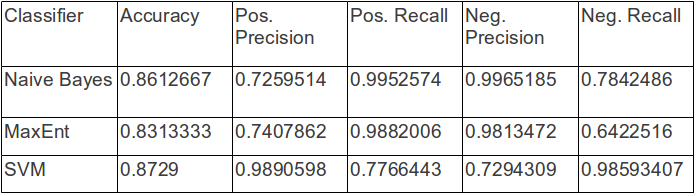 Classifier Accuracy Pos. Pos. Recall Neg. Neg. Recall
Precision Precision
Naive Bayes 0.8612667 0.7259514 0.9952574 0.9965185 0.7842486
MaxEnt 0.8313333 0.7407862 0.9882006 0.9813472 0.6422516
SVM 0.8729 0.9890598 0.7766443 0.7294309 0.98593407